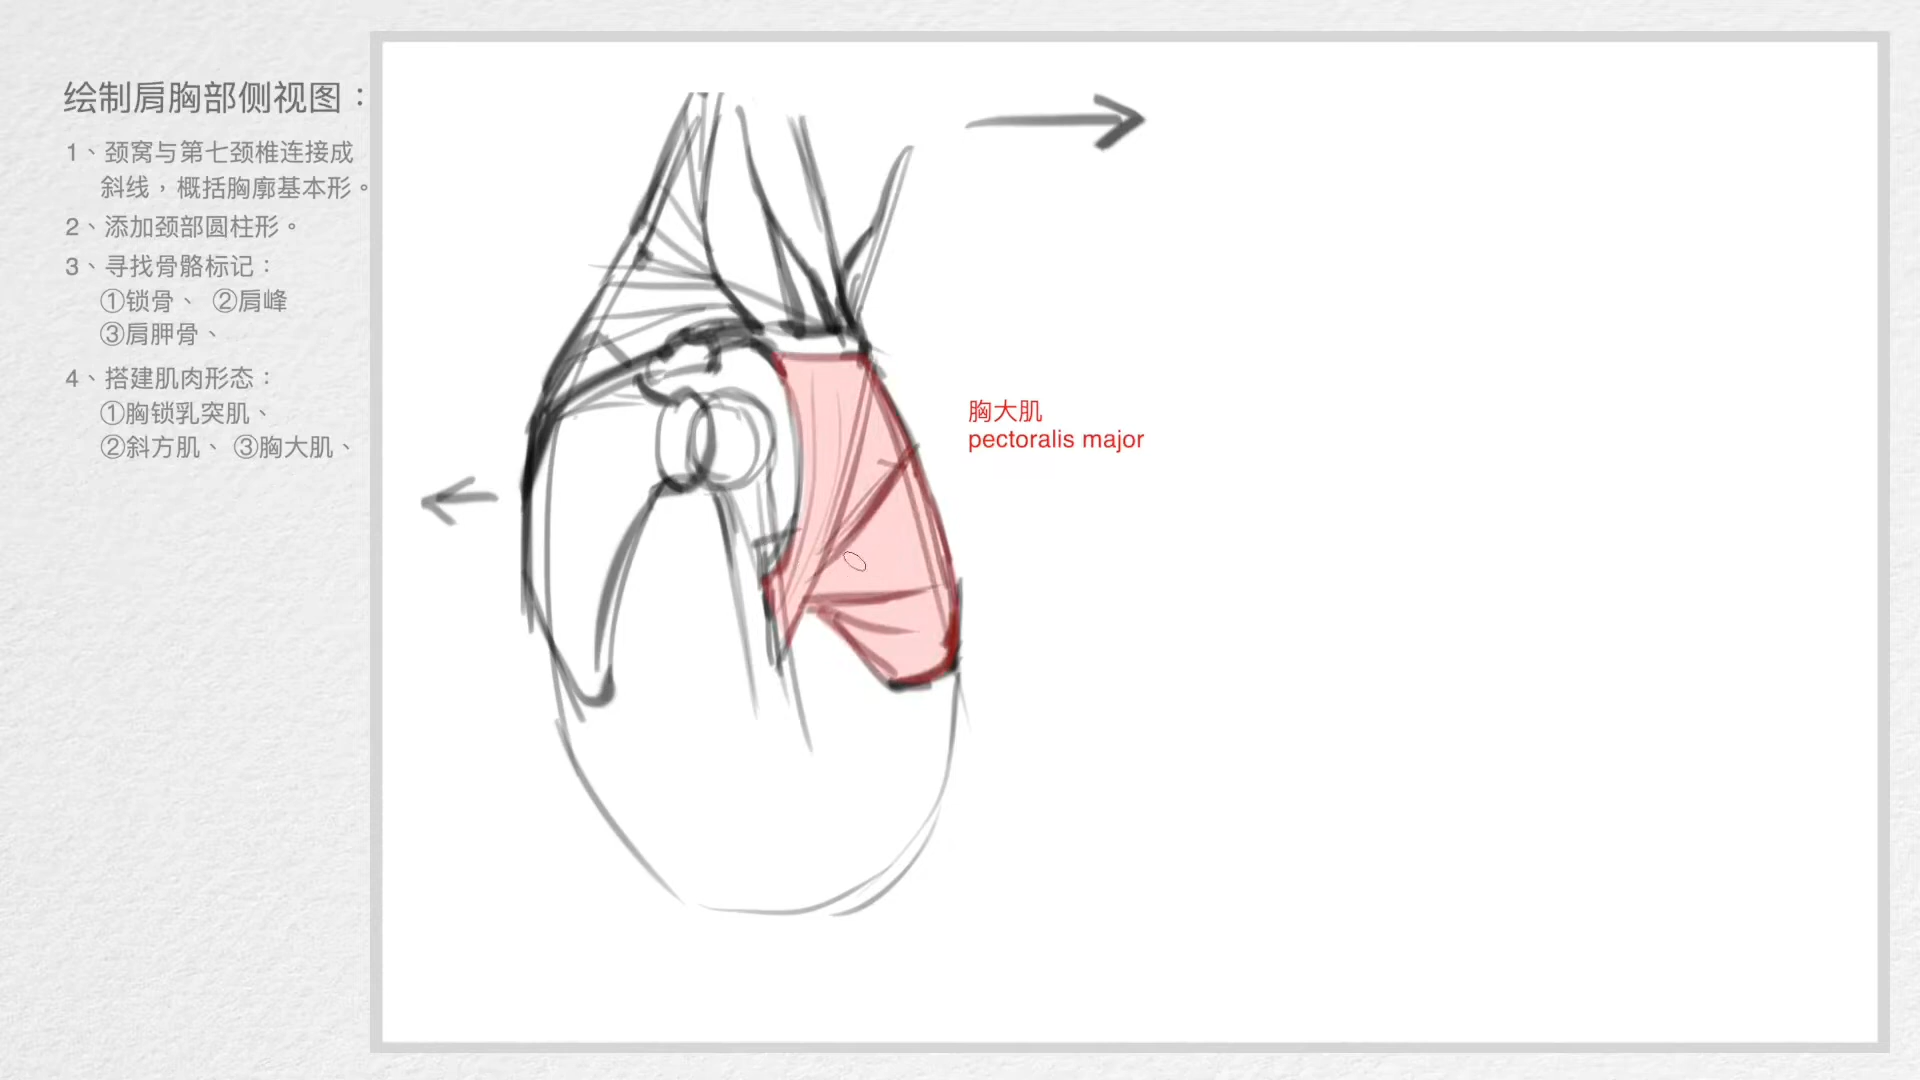 绘制肩胸部侧视图：
1、颈窝与第七颈椎连接成
斜线，概括胸廓基本形。
2、添加颈部圆柱形。
3、寻找骨骼标记：
①锁骨、 ②肩峰
③肩胛骨、
4、搭建肌肉形态：
①胸锁乳突肌、
②斜方肌、 ③胸大肌、
胸大肌
pectoralis major